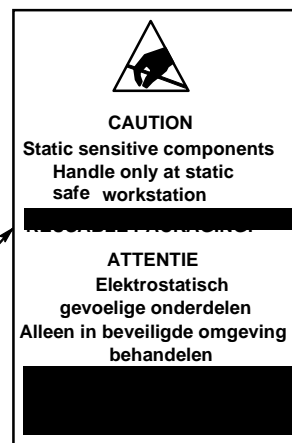 CAUTION
Static sensitive components
Handle only at static
safe workstation
ATTENTIE
Elektrostatisch
gevoelige onderdelen
Alleen in beveiligde omgeving
behandelen